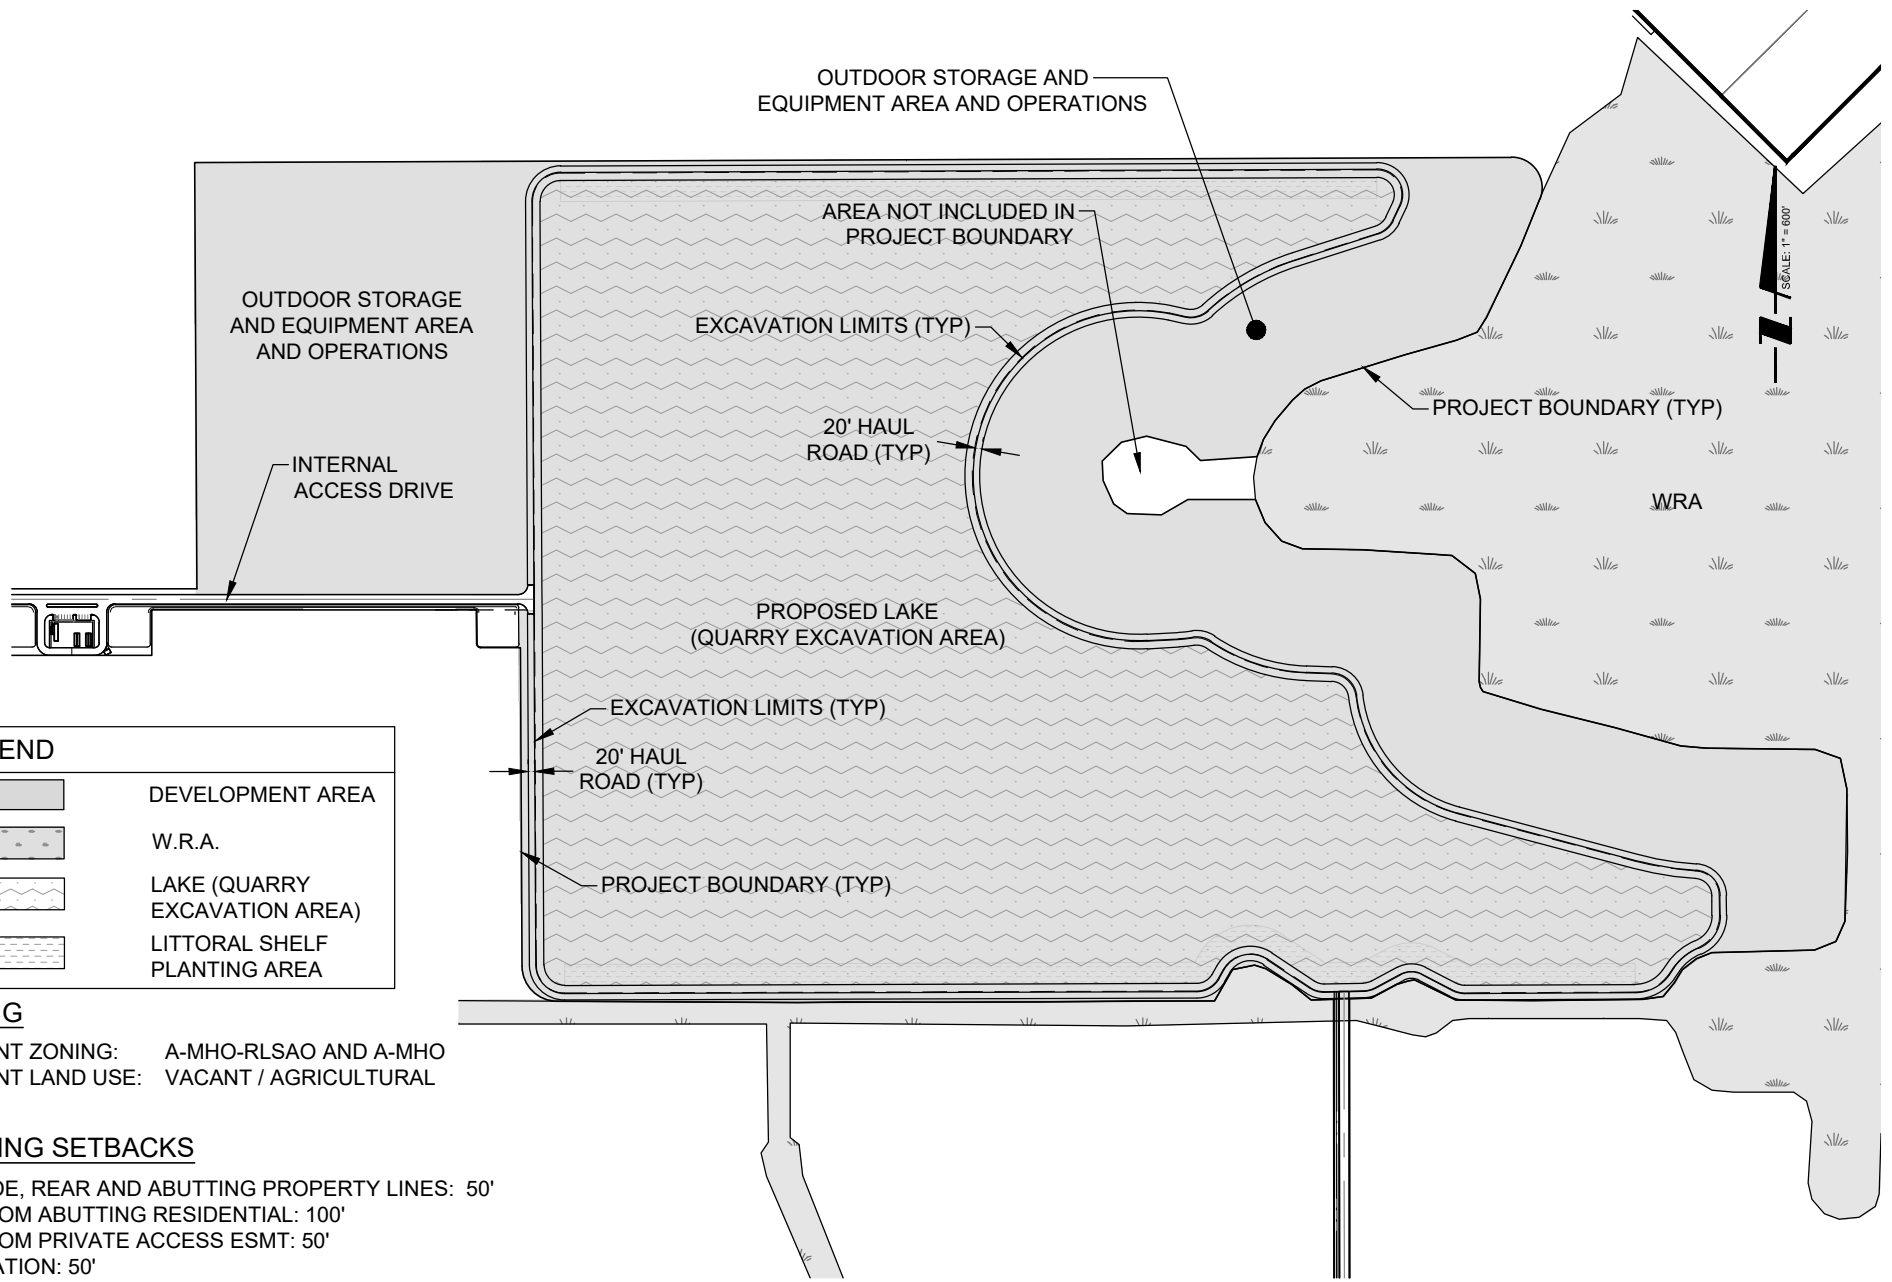 OUTDOOR STORAGE AND
EQUIPMENT AREA AND OPERATIONS
AREA NOT INCLUDED IN
PROJECT BOUNDARY
SCALE: 1" = 600'
OUTDOOR STORAGE
AND EQUIPMENT AREA
AND OPERATIONS
EXCAVATION LIMITS (TYP)
PROJECT BOUNDARY (TYP)
20' HAUL
ROAD (TYP)
INTERNAL
ACCESS DRIVE
WRA
PROPOSED LAKE
(QUARRY EXCAVATION AREA)
EXCAVATION LIMITS (TYP)
20' HAUL
ROAD (TYP)
PROJECT BOUNDARY (TYP)
END
DEVELOPMENT AREA
W.R.A.
LAKE (QUARRY
EXCAVATION AREA)
LITTORAL SHELF
PLANTING AREA
G
NT ZONING: A-MHO-RLSAO AND A-MHO
NT LAND USE: VACANT / AGRICULTURAL
ING SETBACKS
DE, REAR AND ABUTTING PROPERTY LINES: 50'
OM ABUTTING RESIDENTIAL: 100'
OM PRIVATE ACCESS ESMT: 50'
ATION: 50'
N